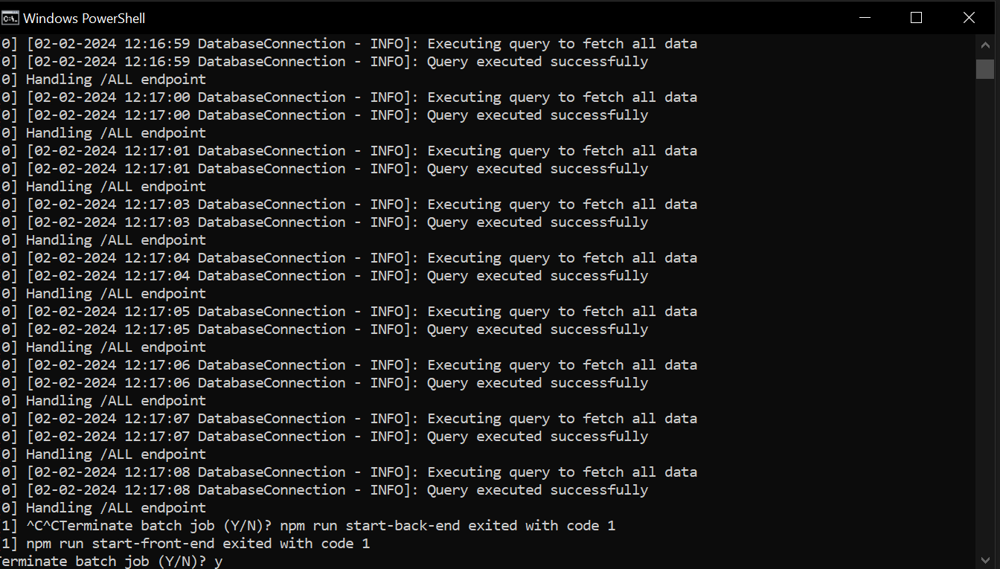 Windows PowerShell
0] [02-02-2024 12:16:59 DatabaseConnection - INFO]: Executing query to fetch all data
0] [02-02-2024 12:16:59 DatabaseConnection - INFO]: Query executed successfully
0] Handling /ALL endpoint
0] [02-02-2024 12:17:00 DatabaseConnection - INFO]: Executing query to fetch all data
0] [02-02-2024 12:17:00 DatabaseConnection - INFO]: Query executed successfully
0] Handling /ALL endpoint
0] [02-02-2024 12:17:01 DatabaseConnection - INFO]: Executing query to fetch all data
0] [02-02-2024 12:17:01 DatabaseConnection - INFO]: Query executed successfully
0] Handling /ALL endpoint
0] [02-02-2024 12:17:03 DatabaseConnection - INFO]: Executing query to fetch all data
0] [02-02-2024 12:17:03 DatabaseConnection - INFO]: Query executed successfully
0] Handling /ALL endpoint
0] [02-02-2024 12:17:04 DatabaseConnection - INFO]: Executing query to fetch all data
0] [02-02-2024 12:17:04 DatabaseConnection - INFO]: Query executed successfully
0] Handling /ALL endpoint
0] [02-02-2024 12:17:05 DatabaseConnection - INFO]: Executing query to fetch all data
0] [02-02-2024 12:17:05 DatabaseConnection - INFO]: Query executed successfully
0] Handling /ALL endpoint
0] [02-02-2024 12:17:06 DatabaseConnection - INFO]: Executing query to fetch all data
0] [02-02-2024 12:17:06 DatabaseConnection - INFO]: Query executed successfully
0] Handling /ALL endpoint
0] [02-02-2024 12:17:07 DatabaseConnection - INFO]: Executing query to fetch all data
0] [02-02-2024 12:17:07 DatabaseConnection - INFO]: Query executed successfully
0] Handling /ALL endpoint
0] [02-02-2024 12:17:08 DatabaseConnection - INFO]: Executing query to fetch all data
0] [02-02-2024 12:17:08 DatabaseConnection - INFO]: Query executed successfully
0] Handling /ALL endpoint
1] ^C^CTerminate batch job (Y/N)? npm run start-back-end exited with code 1
1] npm run start-front-end exited with code 1
Terminate batch job (Y/N)? y